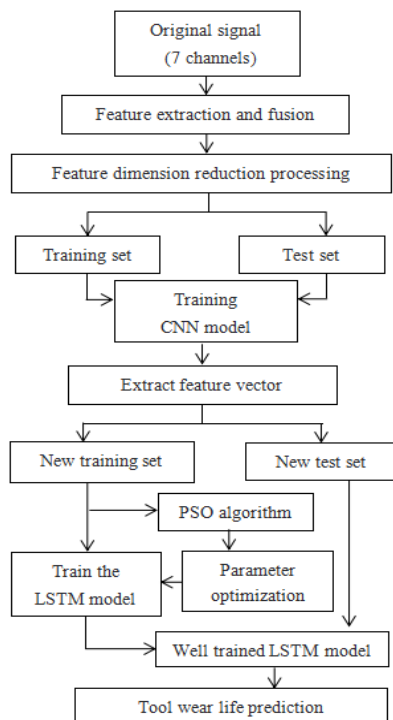 Original signal
(7 channels)
Feature extraction and fusion
Feature dimension reduction processing
Training set
Test set
Training
CNN model
Extract feature vector
New training set
New test set
PSO algorithm
Train the
LSTM model
Parameter
optimization
Well trained LSTM model
Tool wear life prediction